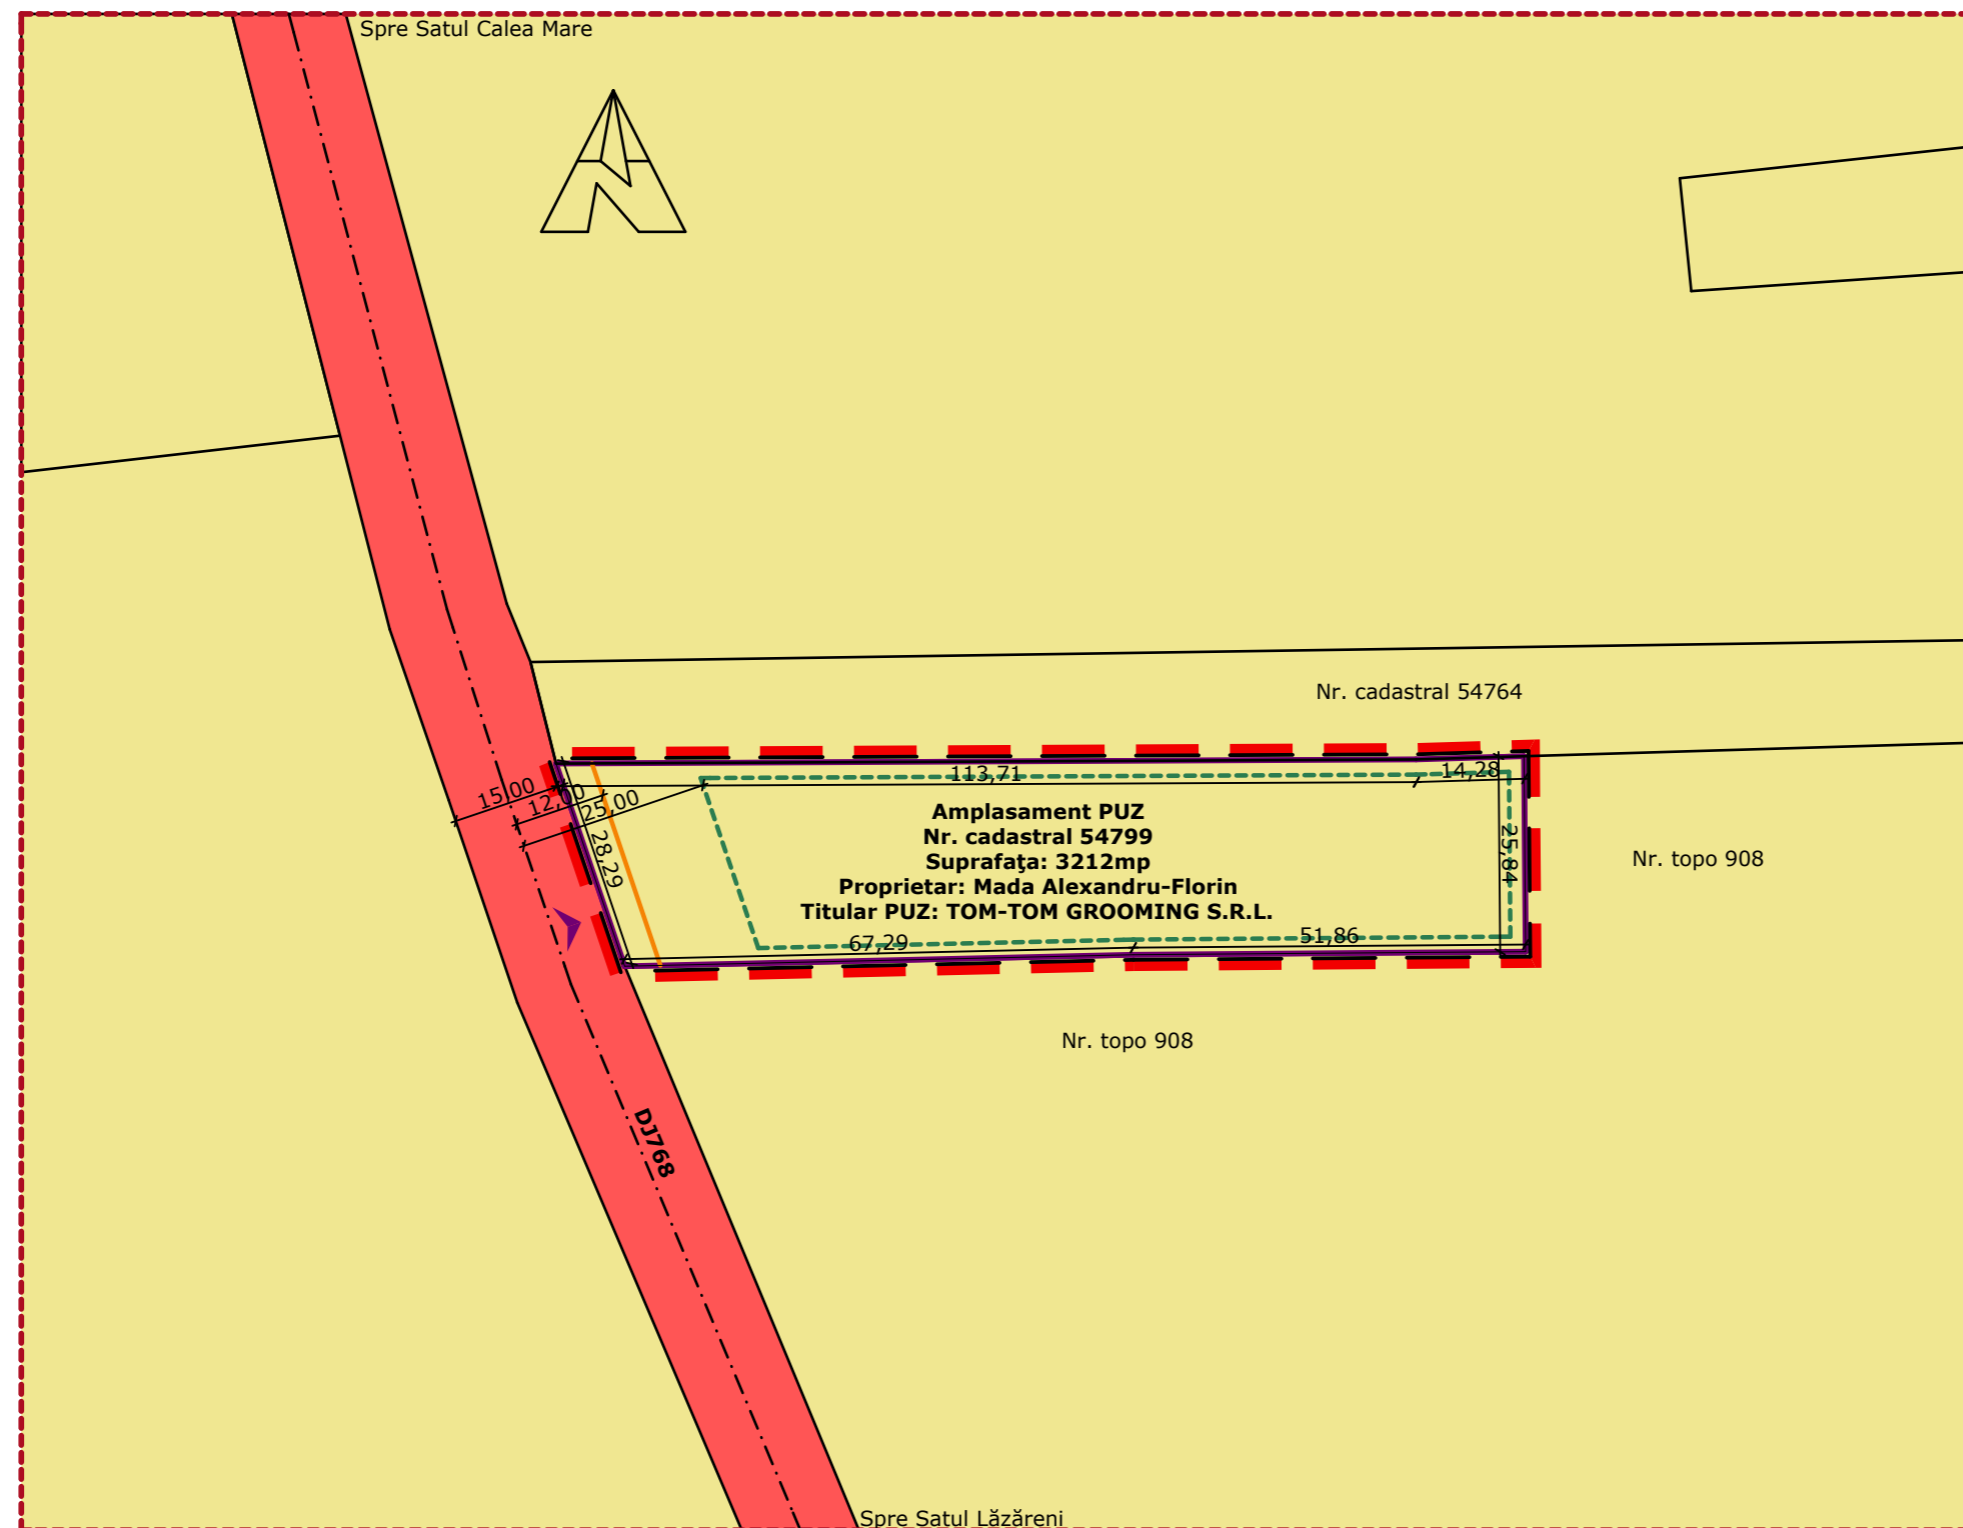 Spre Satul Calea Mare
Nr. cadastral 54764
113,71
14,28
15,00
12,00
25,00
28,29
25,84
Amplasament PUZ
Nr. cadastral 54799
Suprafaţa: 3212mp
Proprietar: Mada Alexandru-Florin
Titular PUZ: TOM-TOM GROOMING S.R.L.
Nr. topo 908
67,29
51,86
Nr. topo 908
DJ768
Spre Satul Lăzăreni